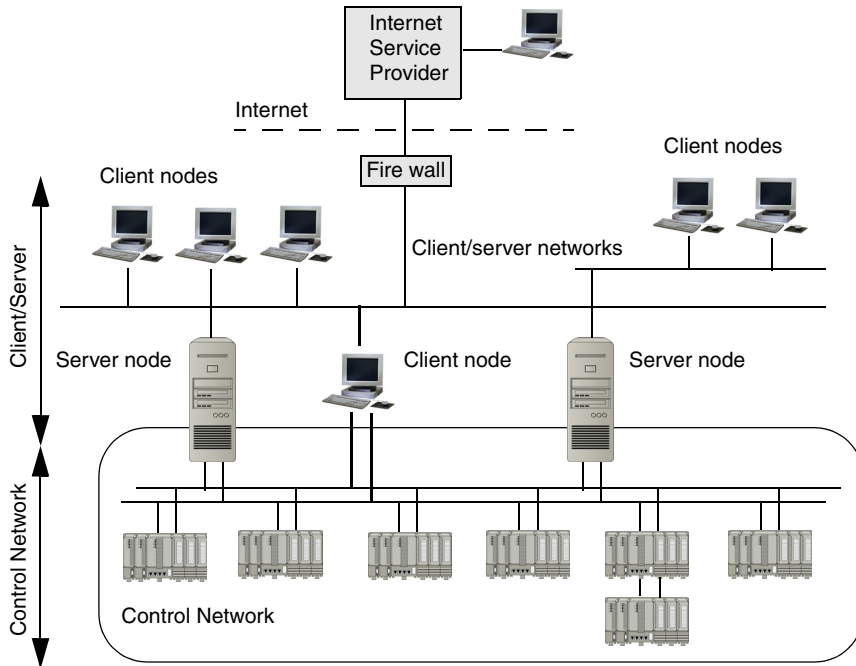 Internet
Service
Provider
Internet
Fire wall
Client nodes
Client nodes
Client/server networks
Client/Server
Server node
Client node
Server node
Control Network
Control Network